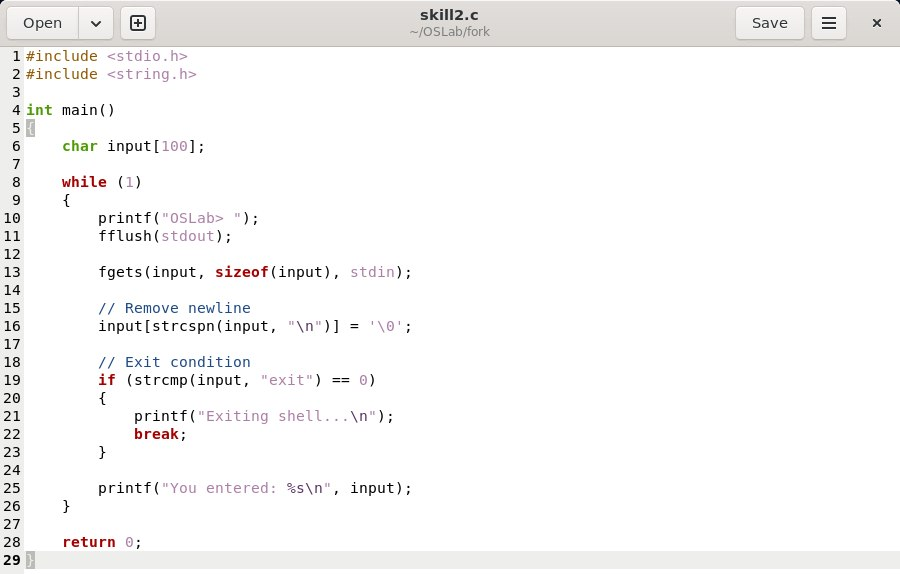 Open
skill2.c
~/OSLab/fork
Save
1 #include <stdio.h>
2 #include <string.h>
3
4 int main()
5 {
6     char input[100];
7
8     while (1)
9     {
10         printf("OSLab> ");
11         fflush(stdout);
12
13         fgets(input, sizeof(input), stdin);
14
15         // Remove newline
16         input[strcspn(input, "\n")] = '\0';
17
18         // Exit condition
19         if (strcmp(input, "exit") == 0)
20         {
21             printf("Exiting shell...\n");
22             break;
23         }
24
25         printf("You entered: %s\n", input);
26     }
27
28     return 0;
29 }